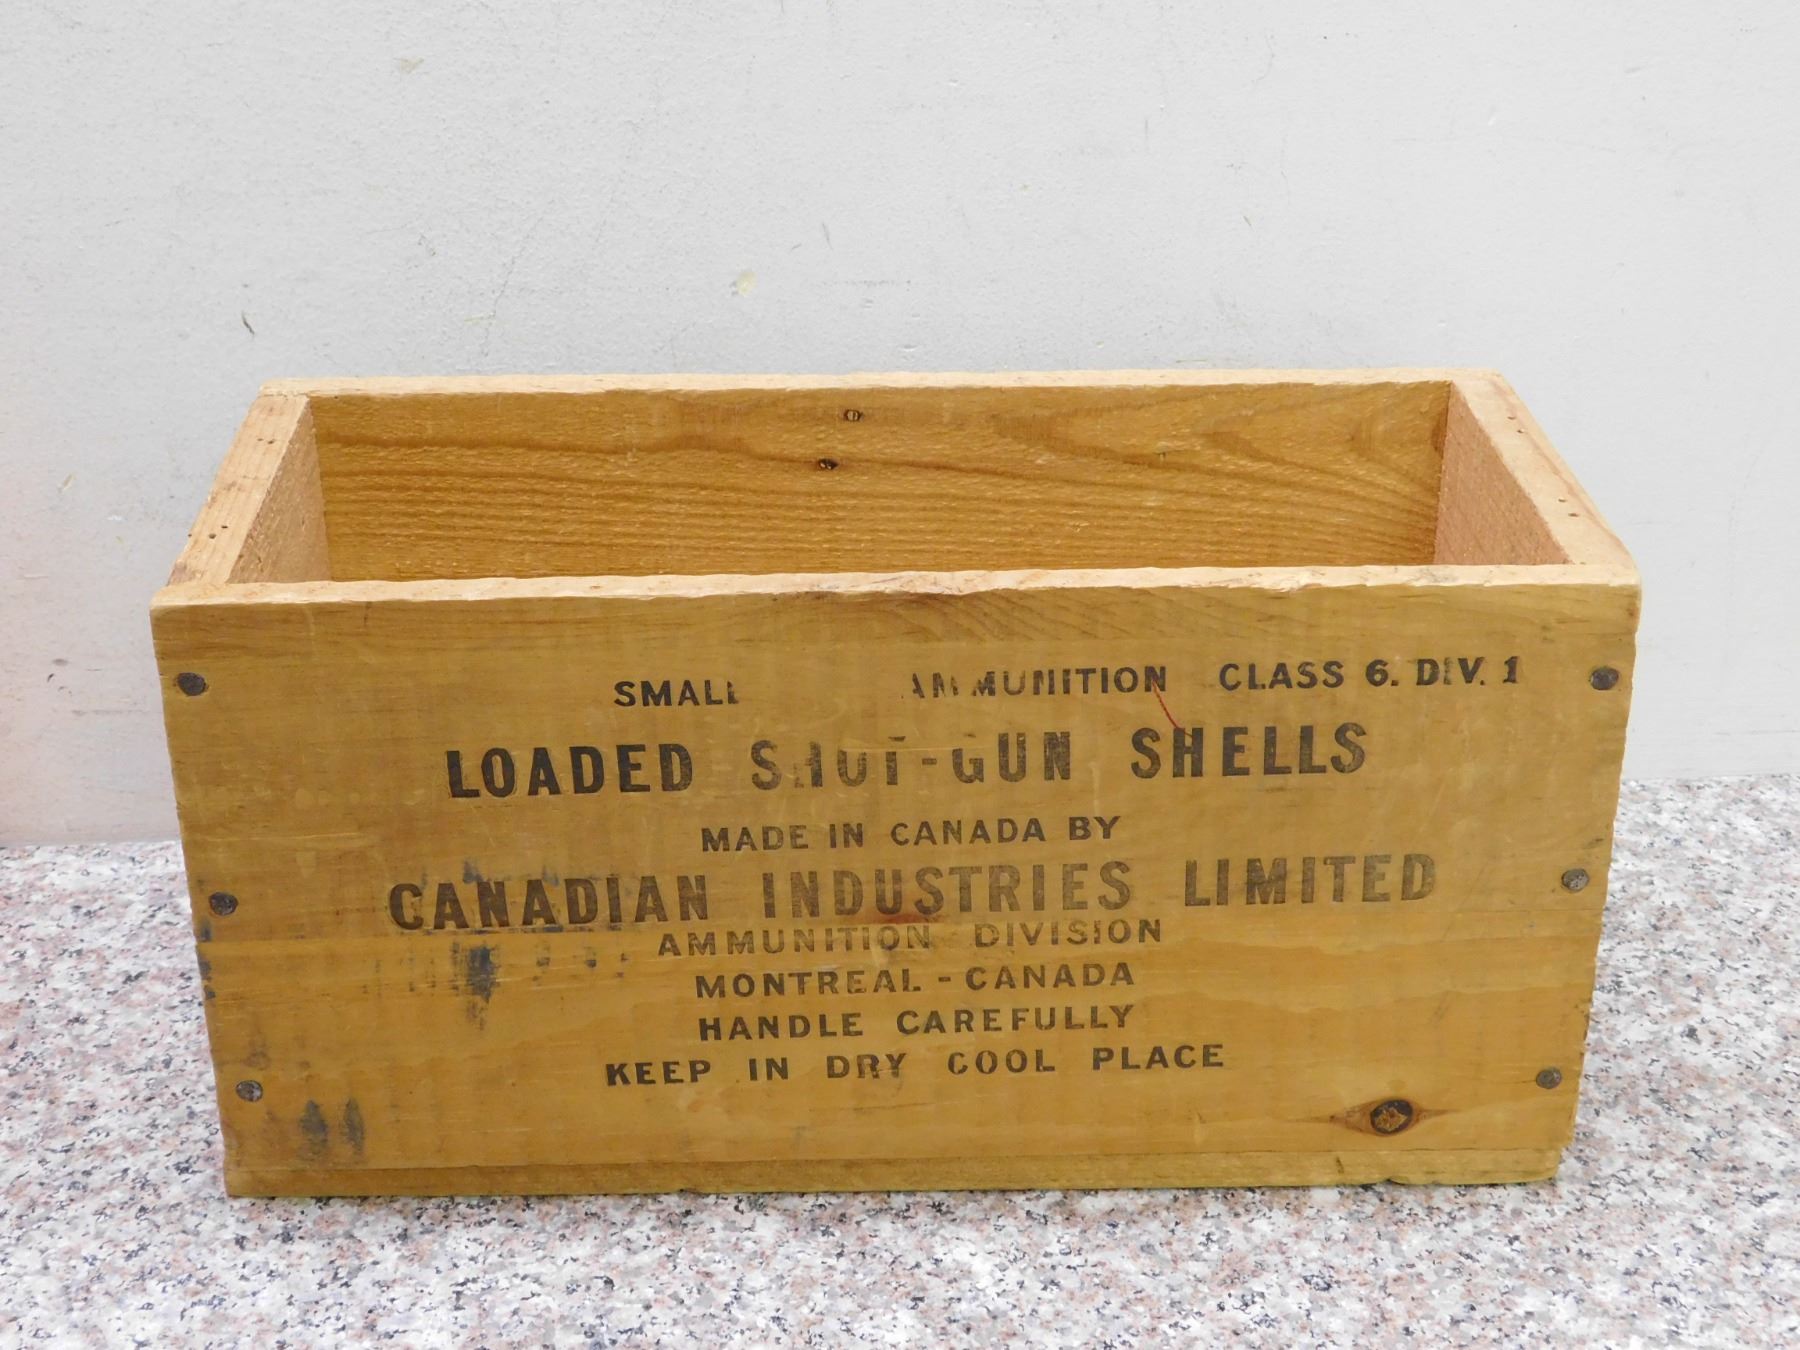 SMALL AMMUNITION CLASS 6. DIV. 1
LOADED SHOT-GUN SHELLS
MADE IN CANADA BY
CANADIAN INDUSTRIES LIMITED
AMMUNITION DIVISION
MONTREAL - CANADA
HANDLE CAREFULLY
KEEP IN DRY COOL PLACE